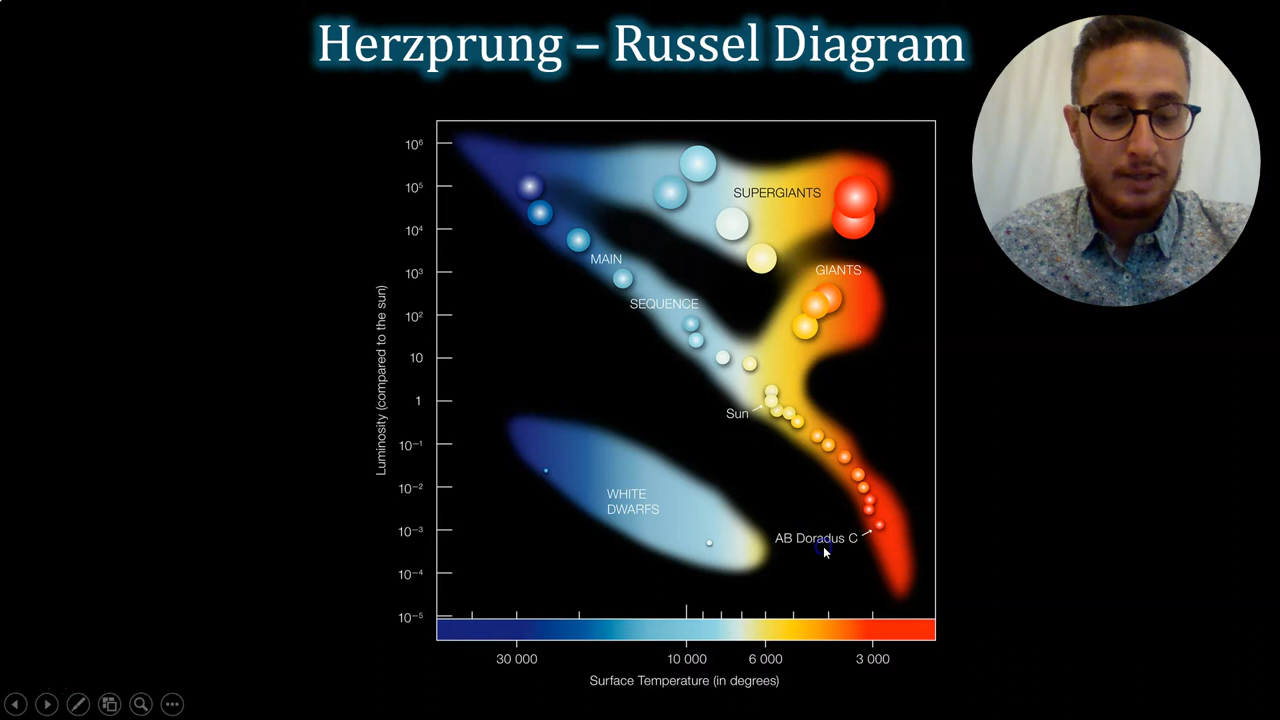 Herzprung – Russel Diagram
10⁶
10⁵
10⁴
10³
10²
10
1
10⁻¹
10⁻²
10⁻³
10⁻⁴
10⁻⁵
Luminosity (compared to the sun)
SUPERGIANTS
GIANTS
MAIN
SEQUENCE
Sun
WHITE
DWARFS
AB Doradus C
30 000
10 000
6 000
3 000
Surface Temperature (in degrees)